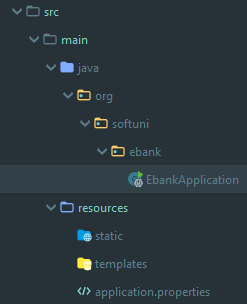 src
main
java
org
softuni
ebank
EbankApplication
resources
static
templates
application.properties